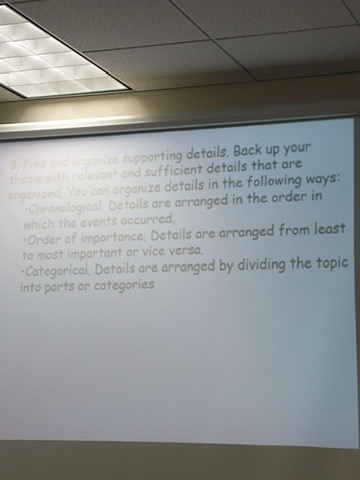 3. Find and organize supporting details. Back up your
thesis with relevant and sufficient details that are
organized. You can organize details in the following ways:
•Chronological. Details are arranged in the order in
which the events occurred.
•Order of importance. Details are arranged from least
to most important or vice versa.
•Categorical. Details are arranged by dividing the topic
into parts or categories